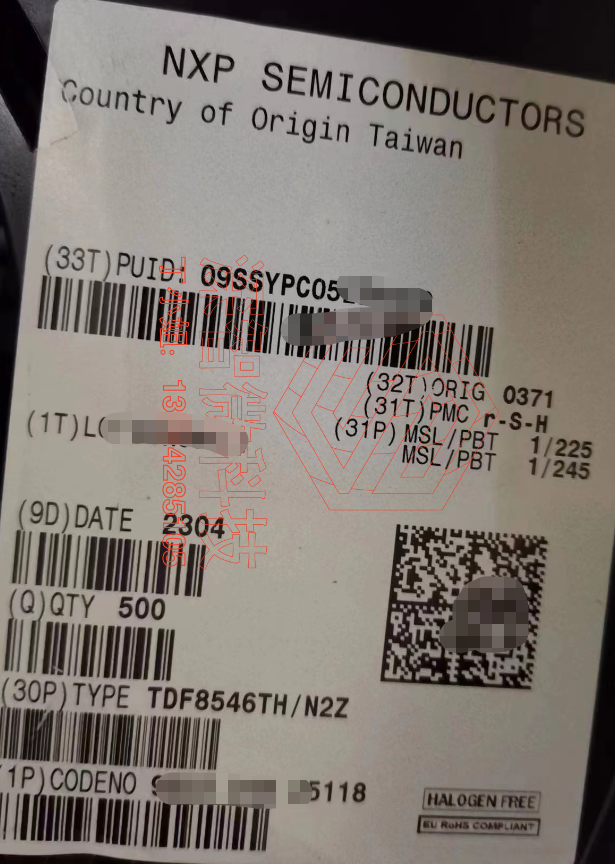 NXP SEMICONDUCTORS
Country of Origin Taiwan
(33T)PUID: 09SSYPC05
(32T)ORIG 0371
(31T)PMC r-S-H
(31P)MSL/PBT 1/225
MSL/PBT 1/245
(1T)L
(9D)DATE 2304
(Q)QTY 500
(30P)TYPE TDF8546TH/N2Z
(1P)CODENO 5118
HALOGEN FREE
EU RoHS COMPLIANT